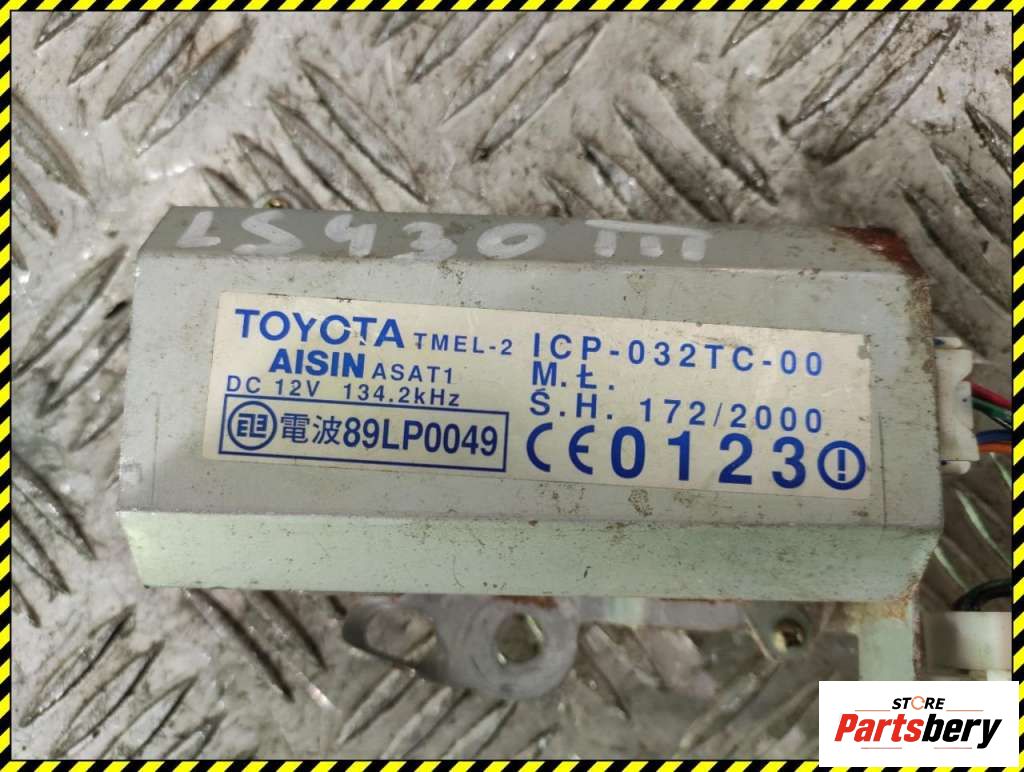 LS430 III
TOYOTA TMEL-2
AISIN ASAT1
DC 12V 134.2kHz
電波89LP0049
ICP-032TC-00
M.Ł.
Ś.H. 172/2000
CE0123
STORE
Partsbery